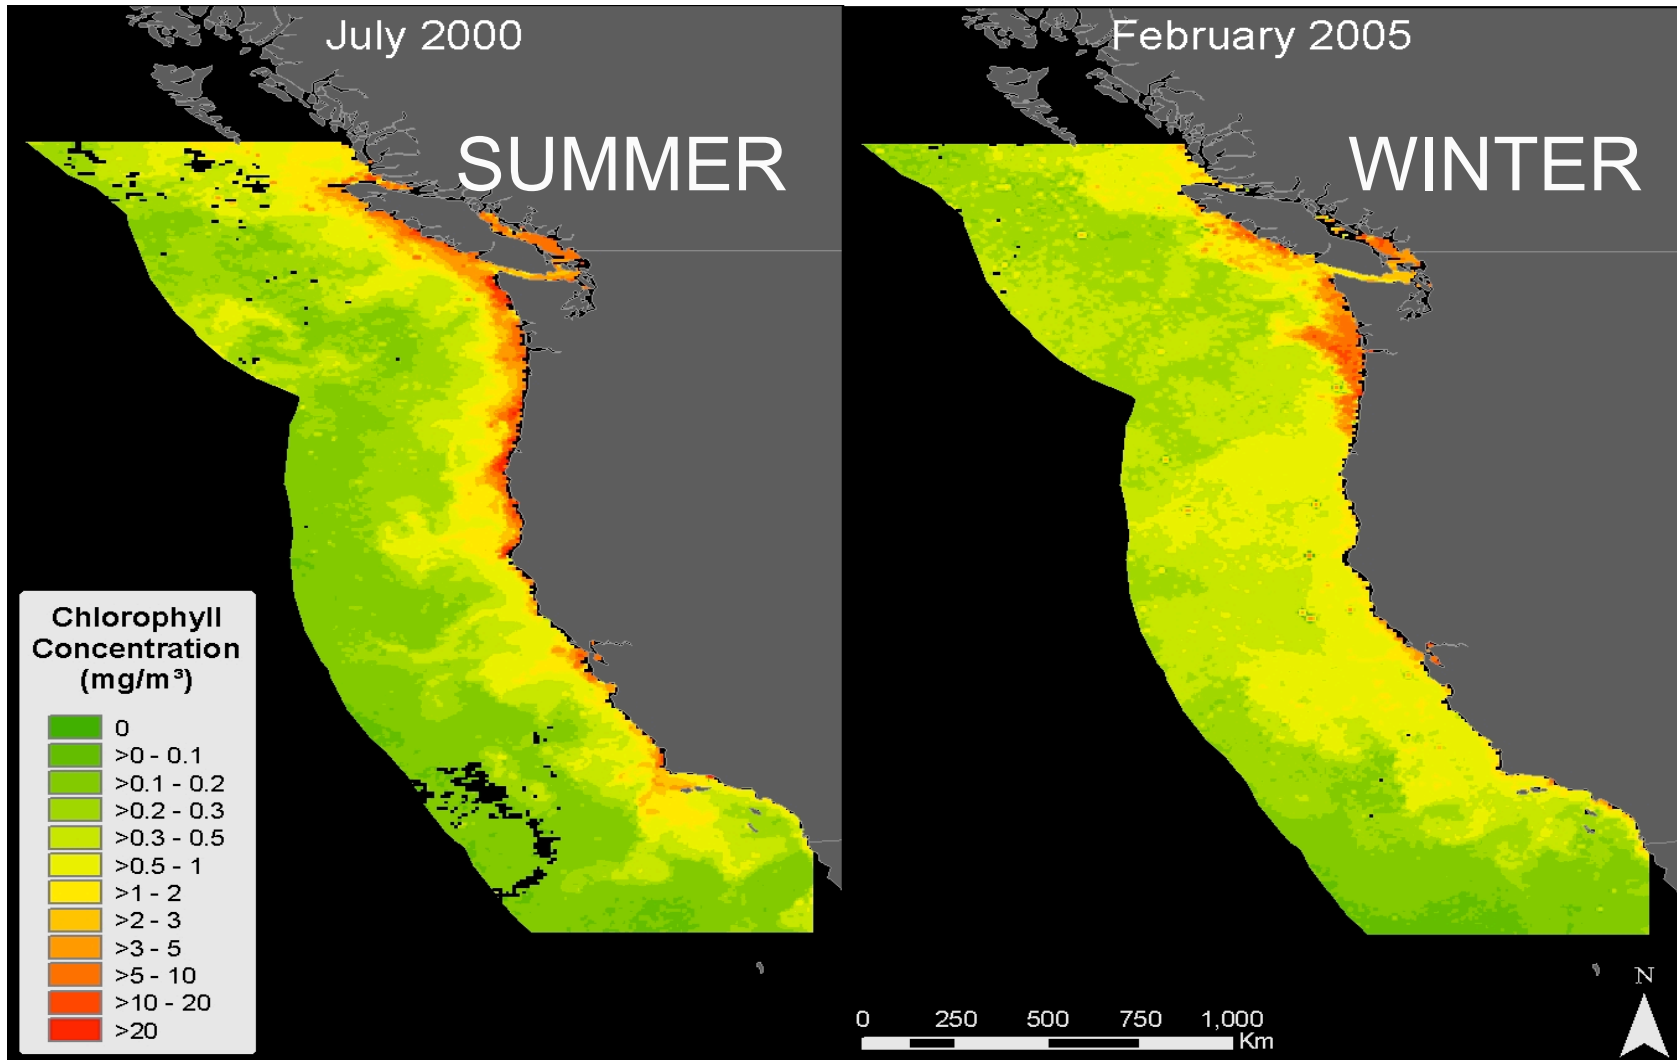 July 2000
SUMMER
February 2005
WINTER
Chlorophyll
Concentration
(mg/m³)
0
>0 - 0.1
>0.1 - 0.2
>0.2 - 0.3
>0.3 - 0.5
>0.5 - 1
>1 - 2
>2 - 3
>3 - 5
>5 - 10
>10 - 20
>20
0 250 500 750 1,000
Km
N